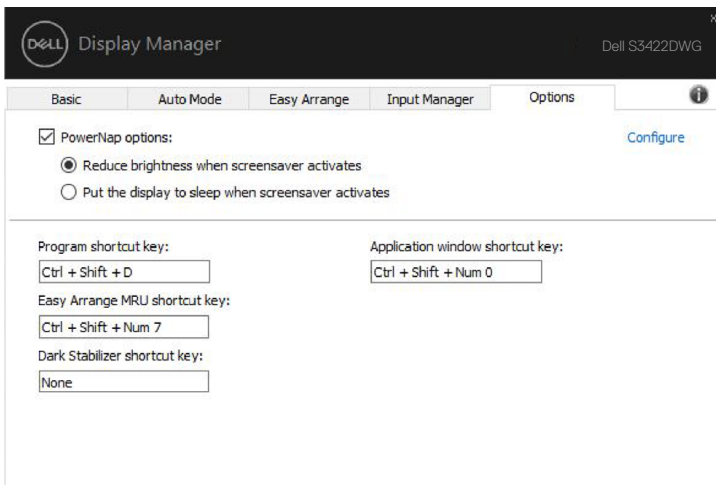 DELL Display Manager
Dell S3422DWG
Basic Auto Mode Easy Arrange Input Manager Options
PowerNap options:
Configure
Reduce brightness when screensaver activates
Put the display to sleep when screensaver activates
Program shortcut key:
Application window shortcut key:
Ctrl + Shift + D
Ctrl + Shift + Num 0
Easy Arrange MRU shortcut key:
Ctrl + Shift + Num 7
Dark Stabilizer shortcut key:
None